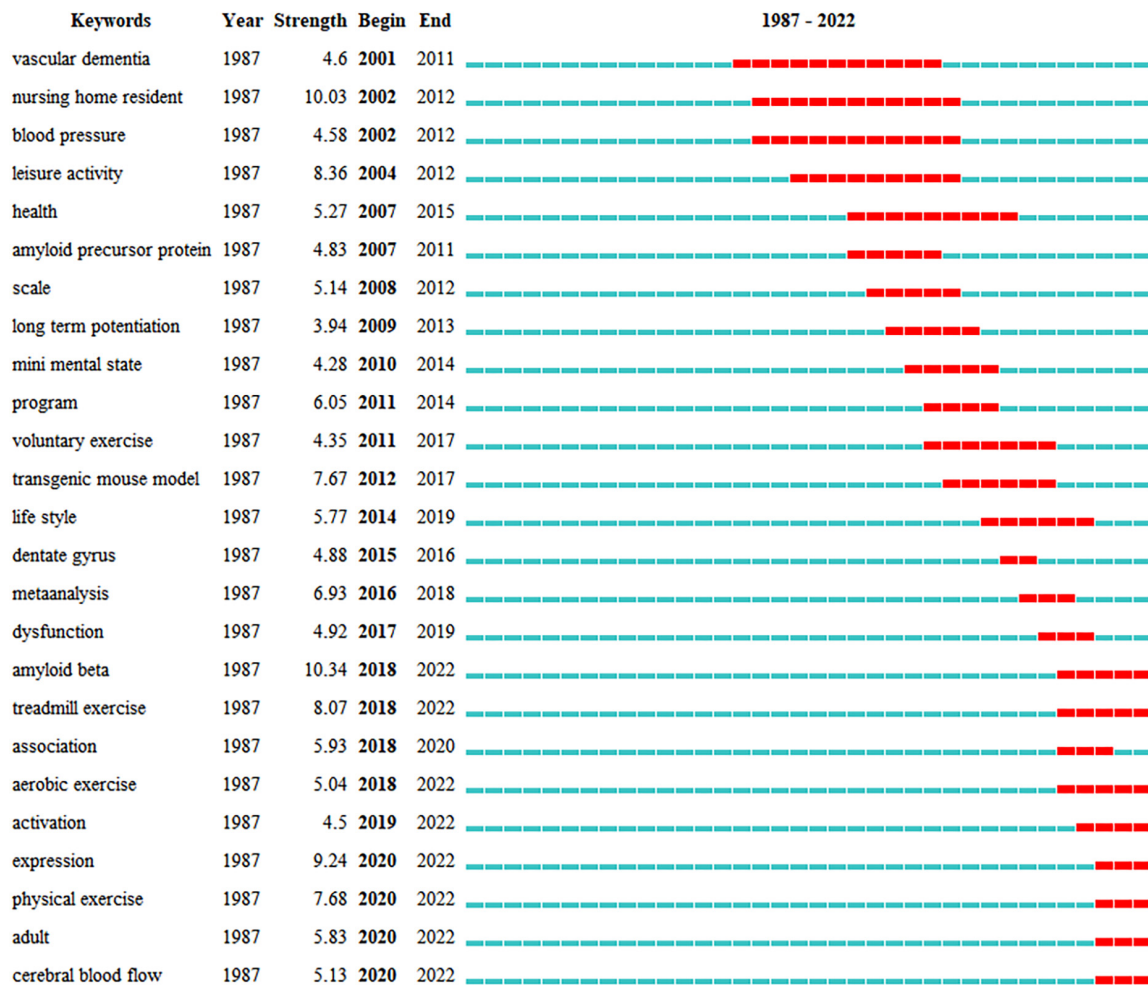 Keywords Year Strength Begin End 1987 - 2022
vascular dementia 1987 4.6 2001 2011
nursing home resident 1987 10.03 2002 2012
blood pressure 1987 4.58 2002 2012
leisure activity 1987 8.36 2004 2012
health 1987 5.27 2007 2015
amyloid precursor protein 1987 4.83 2007 2011
scale 1987 5.14 2008 2012
long term potentiation 1987 3.94 2009 2013
mini mental state 1987 4.28 2010 2014
program 1987 6.05 2011 2014
voluntary exercise 1987 4.35 2011 2017
transgenic mouse model 1987 7.67 2012 2017
life style 1987 5.77 2014 2019
dentate gyrus 1987 4.88 2015 2016
metaanalysis 1987 6.93 2016 2018
dysfunction 1987 4.92 2017 2019
amyloid beta 1987 10.34 2018 2022
treadmill exercise 1987 8.07 2018 2022
association 1987 5.93 2018 2020
aerobic exercise 1987 5.04 2018 2022
activation 1987 4.5 2019 2022
expression 1987 9.24 2020 2022
physical exercise 1987 7.68 2020 2022
adult 1987 5.83 2020 2022
cerebral blood flow 1987 5.13 2020 2022